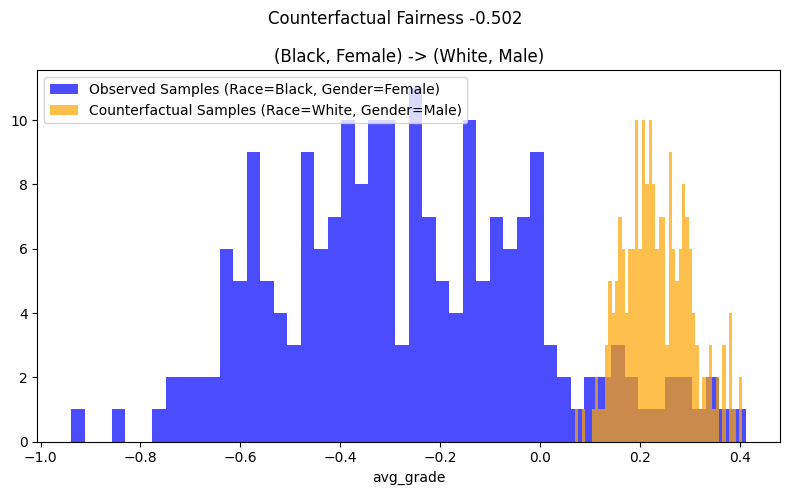 Counterfactual Fairness -0.502
(Black, Female) -> (White, Male)
Observed Samples (Race=Black, Gender=Female)
Counterfactual Samples (Race=White, Gender=Male)
10
8
6
4
2
0
−1.0 −0.8 −0.6 −0.4 −0.2 0.0 0.2 0.4
avg_grade